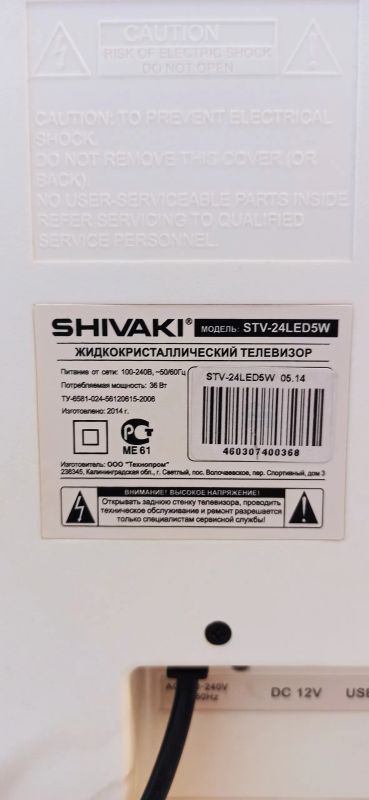 CAUTION
RISK OF ELECTRIC SHOCK
DO NOT OPEN
CAUTION: TO PREVENT ELECTRICAL
SHOCK.
DO NOT REMOVE THIS COVER (OR
BACK).
NO USER-SERVICEABLE PARTS INSIDE
REFER SERVICING TO QUALIFIED
SERVICE PERSONNEL.
SHIVAKI® МОДЕЛЬ: STV-24LED5W
ЖИДКОКРИСТАЛЛИЧЕСКИЙ ТЕЛЕВИЗОР
Питание от сети: 100-240В, ~50/60Гц
Потребляемая мощность: 36 Вт
ТУ-6581-024-56120615-2006
Изготовлено: 2014 г.
STV-24LED5W 05.14
460307400368
РСТ
ME 61
Изготовитель: ООО "Технопром"
238345, Калининградская обл., г. Светлый, пос. Волочаевское, пер. Спортивный, дом 3
ВНИМАНИЕ! ВЫСОКОЕ НАПРЯЖЕНИЕ!
Открывать заднюю стенку телевизора, проводить
техническое обслуживание и ремонт разрешается
только специалистам сервисной службы!
-240V
DC 12V
USB